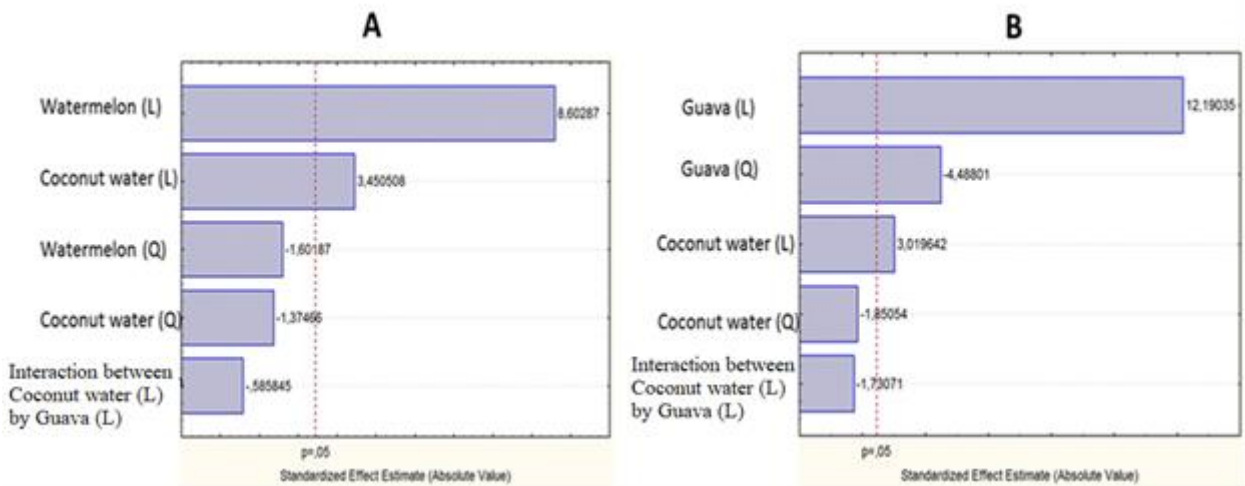 A
Watermelon (L)
8,60287
Coconut water (L)
3,450508
Watermelon (Q)
-1,60187
Coconut water (Q)
-1,37466
Interaction between
Coconut water (L)
by Guava (L)
-,585845
p=,05
Standardized Effect Estimate (Absolute Value)
B
Guava (L)
12,19035
Guava (Q)
-4,48801
Coconut water (L)
3,019642
Coconut water (Q)
-1,85054
Interaction between
Coconut water (L)
by Guava (L)
-1,73071
p=,05
Standardized Effect Estimate (Absolute Value)